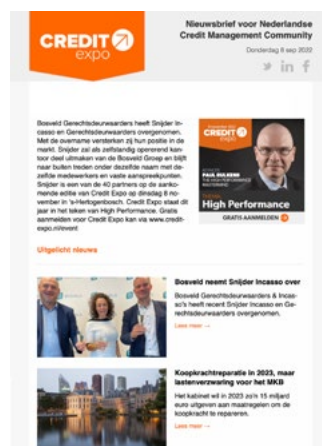 CREDIT
expo
Nieuwsbrief voor Nederlandse
Credit Management Community
Donderdag 8 sep 2022
Bosveld Gerechtsdeurwaarders heeft Snijder In-
casso en Gerechtsdeurwaarders overgenomen.
Met de overname versterken zij hun positie in de
markt. Snijder zal als zelfstandig opererend kan-
toor deel uitmaken van de Bosveld Groep en blijft
naar buiten treden onder dezelfde naam met de-
zelfde medewerkers en vaste aanspreekpunten.
Snijder is een van de 40 partners op de aanko-
mende editie van Credit Expo op dinsdag 8 no-
vember in 's-Hertogenbosch. Credit Expo staat dit
jaar in het teken van High Performance. Gratis
aanmelden voor Credit Expo kan via www.credit-
expo.nl/event
CREDIT
expo
PAUL RULKENS
THE HIGH PERFORMANCE
MASTERMIND
High Performance
GRATIS AANMELDEN
Uitgelicht nieuws
Bosveld neemt Snijder Incasso over
Bosveld Gerechtsdeurwaarders & Incas-
so's heeft recent Snijder Incasso en Ge-
rechtsdeurwaarders overgenomen.
Lees meer →
Koopkrachtreparatie in 2023, maar
lastenverzwaring voor het MKB
Het kabinet wil in 2023 zo'n 15 miljard
euro uitgeven aan maatregelen om de
koopkracht te repareren.
Lees meer →